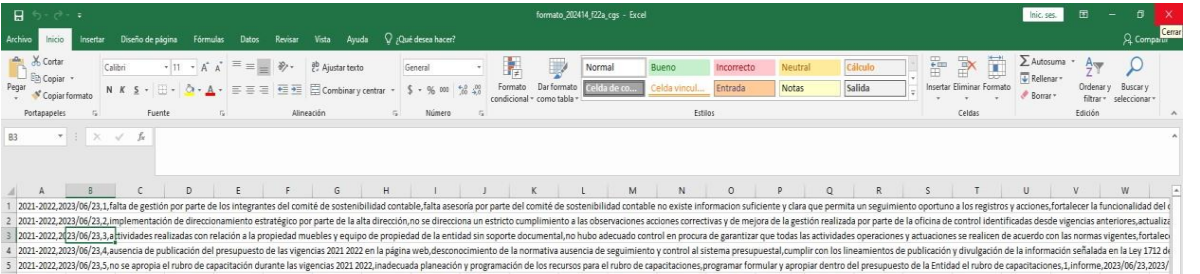 formato_202414_f22a_cgs - Excel
Inic. ses.
Cerrar
Archivo Inicio Insertar Diseño de página Fórmulas Datos Revisar Vista Ayuda ¿Qué desea hacer?
Compartir
Cortar
Copiar
Copiar formato
Pegar
Portapapeles
Calibri 11 A A
N K S
Fuente
Ajustar texto
Combinar y centrar
Alineación
General
$ % 000
Número
Formato condicional
Dar formato como tabla
Normal Bueno Incorrecto Neutral Cálculo
Celda de co... Celda vincul... Entrada Notas Salida
Estilos
Insertar Eliminar Formato
Celdas
Autosuma
Rellenar
Borrar
Ordenar y filtrar
Buscar y seleccionar
Edición
B3 fx
A B C D E F G H I J K L M N O P Q R S T U V W
1 2021-2022,2023/06/23,1,falta de gestión por parte de los integrantes del comité de sostenibilidad contable,falta asesoría por parte del comité de sostenibilidad contable no existe informacion suficiente y clara que permita un seguimiento oportuno a los registros y acciones,fortalecer la funcionalidad del
2 2021-2022,2023/06/23,2,implementación de direccionamiento estratégico por parte de la alta dirección,no se direcciona un estricto cumplimiento a las observaciones acciones correctivas y de mejora de la gestión realizada por parte de la oficina de control identificadas desde vigencias anteriores,actualiza
3 2021-2022,2023/06/23,3,actividades realizadas con relación a la propiedad muebles y equipo de propiedad de la entidad sin soporte documental,no hubo adecuado control en procura de garantizar que todas las actividades operaciones y actuaciones se realicen de acuerdo con las normas vigentes,fortalec
4 2021-2022,2023/06/23,4,ausencia de publicación del presupuesto de las vigencias 2021 2022 en la página web,desconocimiento de la normativa ausencia de seguimiento y control al sistema presupuestal,cumplir con los lineamientos de publicación y divulgación de la información señalada en la Ley 1712 de
5 2021-2022,2023/06/23,5,no se apropia el rubro de capacitación durante las vigencias 2021 2022,inadecuada planeación y programación de los recursos para el rubro de capacitaciones,programar formular y apropiar dentro del presupuesto de la Entidad el rubro de capacitaciones,1,informe,2023/06/23,2023/